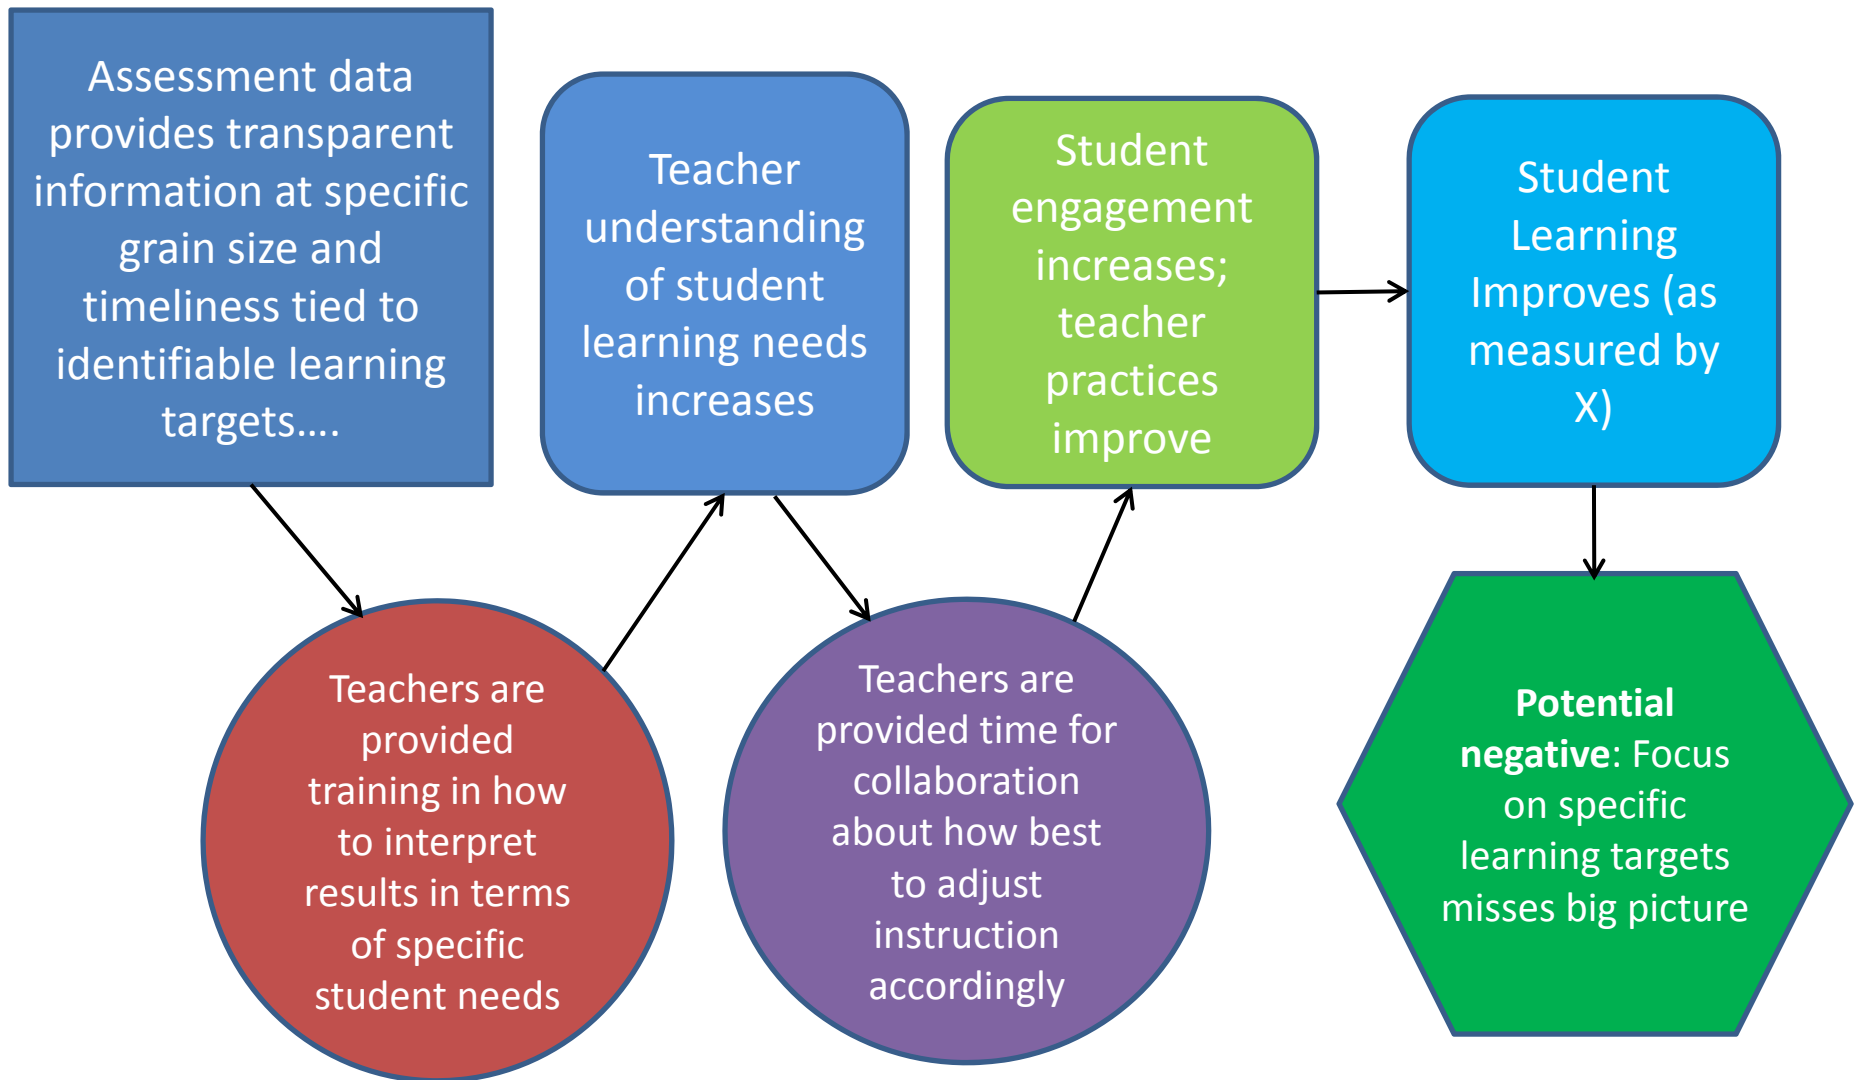 Assessment data
provides transparent
information at specific
grain size and
timeliness tied to
identifiable learning
targets….
Teacher
understanding
of student
learning needs
increases
Student
engagement
increases;
teacher
practices
improve
Student
Learning
Improves (as
measured by
X)
Teachers are
provided
training in how
to interpret
results in terms
of specific
student needs
Teachers are
provided time for
collaboration
about how best
to adjust
instruction
accordingly
Potential
negative: Focus
on specific
learning targets
misses big picture